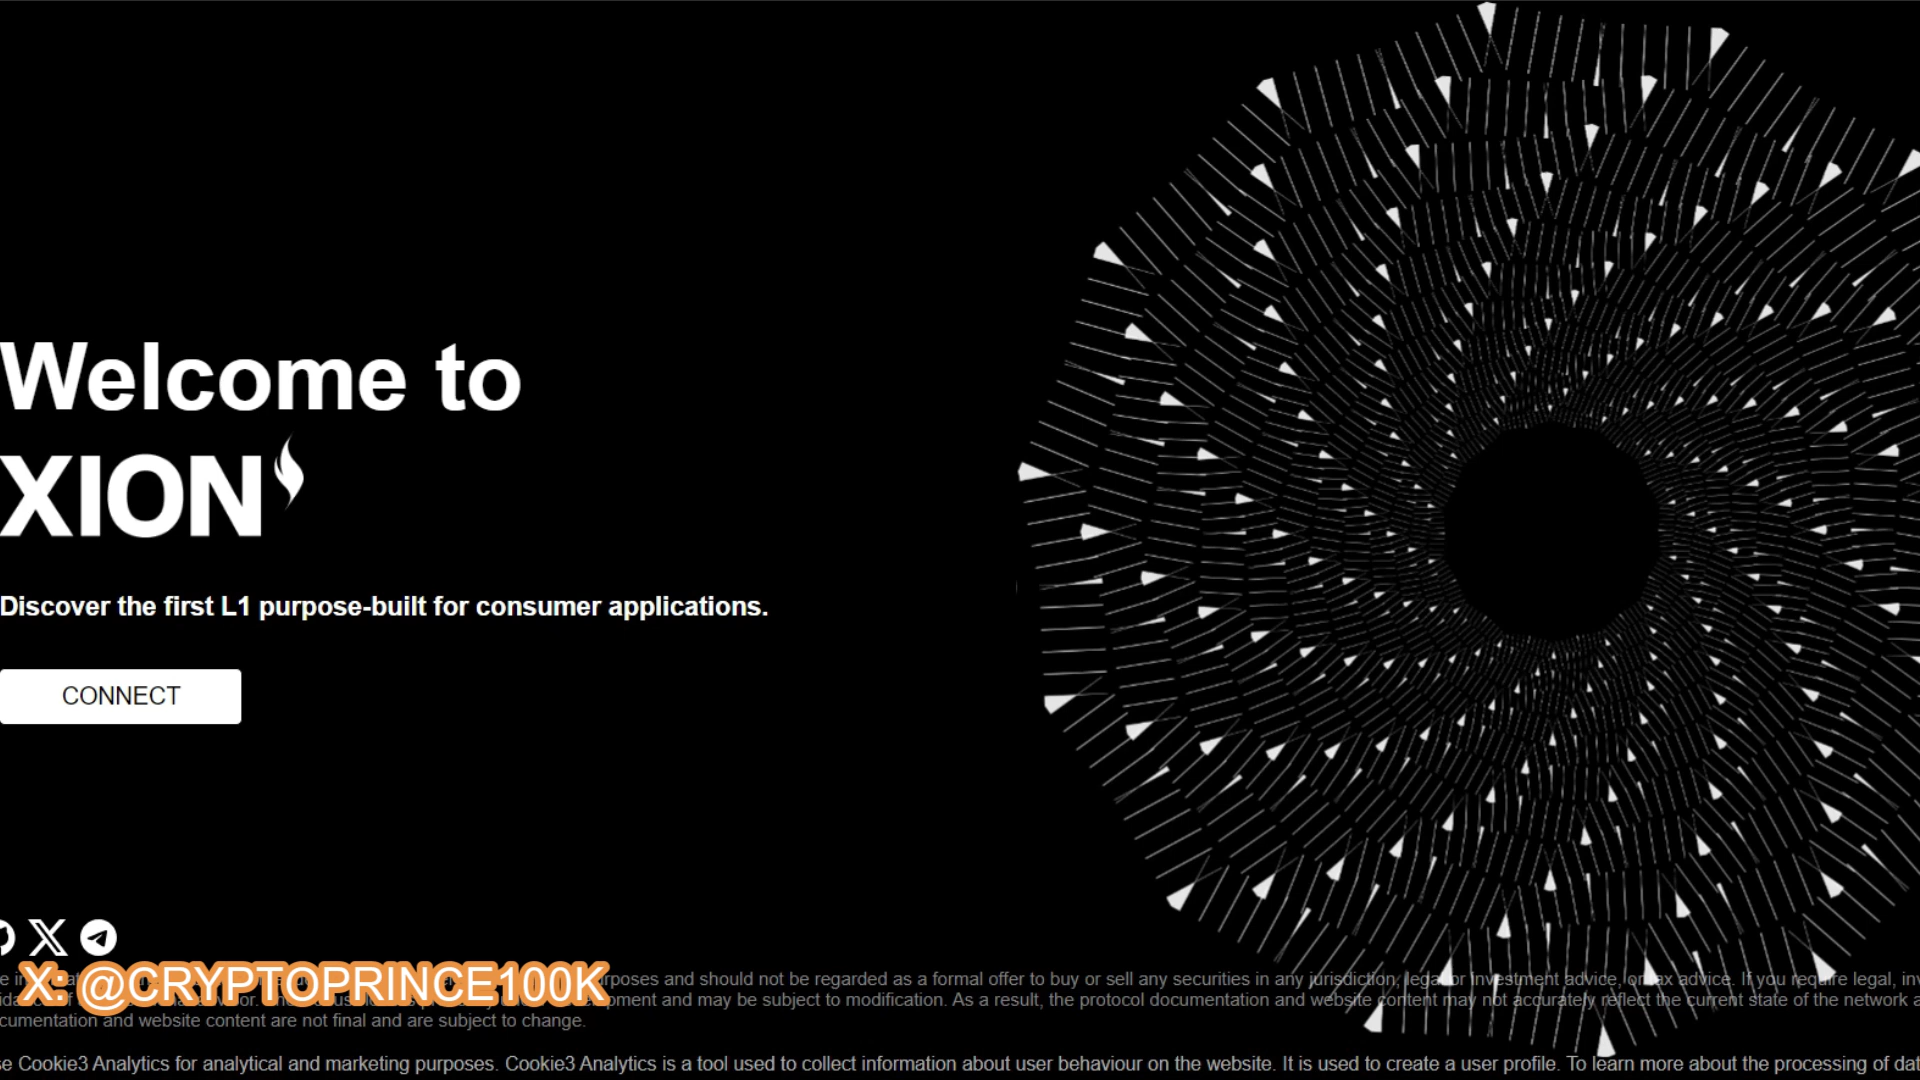 Welcome to
XION
Discover the first L1 purpose-built for consumer applications.
CONNECT
X: @CRYPTOPRINCE100K
and should not be regarded as a formal offer to buy or sell any securities in any jurisdiction, legal or investment advice, or tax advice. If you require legal,
and may be subject to modification. As a result, the protocol documentation and website content may not accurately reflect the current state of the network
and website content are not final and are subject to change.
Cookie3 Analytics for analytical and marketing purposes. Cookie3 Analytics is a tool used to collect information about user behaviour on the website. It is used to create a user profile. To learn more about the processing of